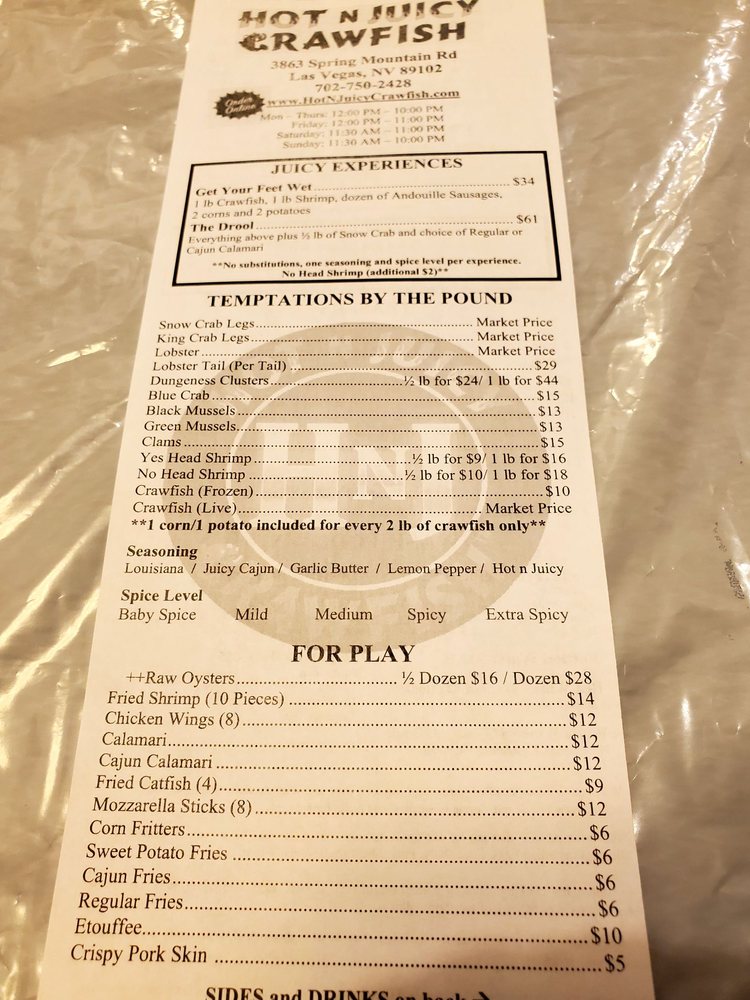 HOT N JUICY
CRAWFISH
3863 Spring Mountain Rd
Las Vegas, NV 89102
702-750-2428
Order Online
www.HotNJuicyCrawfish.com
Mon - Thurs: 12:00 PM - 10:00 PM
Friday: 12:00 PM - 11:00 PM
Saturday: 11:30 AM - 11:00 PM
Sunday: 11:30 AM - 10:00 PM
JUICY EXPERIENCES
Get Your Feet Wet $34
1 lb Crawfish, 1 lb Shrimp, dozen of Andouille Sausages,
2 corns and 2 potatoes
The Drool $61
Everything above plus ½ lb of Snow Crab and choice of Regular or
Cajun Calamari
**No substitutions, one seasoning and spice level per experience.
No Head Shrimp (additional $2)**
TEMPTATIONS BY THE POUND
Snow Crab Legs Market Price
King Crab Legs Market Price
Lobster Market Price
Lobster Tail (Per Tail) $29
Dungeness Clusters ½ lb for $24/ 1 lb for $44
Blue Crab $15
Black Mussels $13
Green Mussels $13
Clams $15
Yes Head Shrimp ½ lb for $9/ 1 lb for $16
No Head Shrimp ½ lb for $10/ 1 lb for $18
Crawfish (Frozen) $10
Crawfish (Live) Market Price
**1 corn/1 potato included for every 2 lb of crawfish only**
Seasoning
Louisiana / Juicy Cajun / Garlic Butter / Lemon Pepper / Hot n Juicy
Spice Level
Baby Spice Mild Medium Spicy Extra Spicy
FOR PLAY
++Raw Oysters ½ Dozen $16 / Dozen $28
Fried Shrimp (10 Pieces) $14
Chicken Wings (8) $12
Calamari $12
Cajun Calamari $12
Fried Catfish (4) $9
Mozzarella Sticks (8) $12
Corn Fritters $6
Sweet Potato Fries $6
Cajun Fries $6
Regular Fries $6
Etouffee $10
Crispy Pork Skin $5
SIDES and DRINKS on back